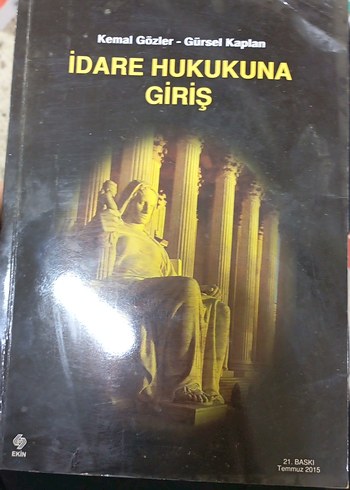 Kemal Gözler - Gürsel Kaplan
İDARE HUKUKUNA
GİRİŞ
EKİN
21. BASKI
Temmuz 2015